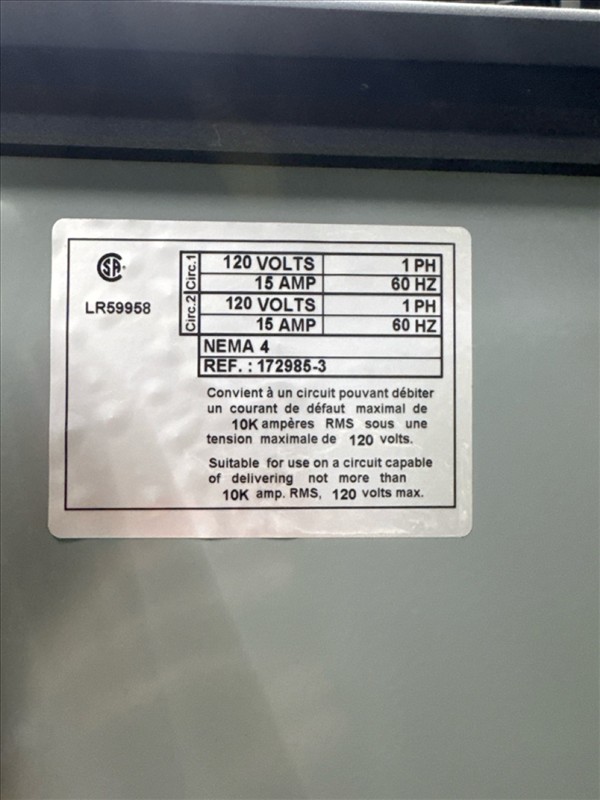 SA
LR59958
Circ.1 120 VOLTS 1 PH
15 AMP 60 HZ
Circ.2 120 VOLTS 1 PH
15 AMP 60 HZ
NEMA 4
REF. : 172985-3
Convient à un circuit pouvant débiter
un courant de défaut maximal de
10K ampères RMS sous une
tension maximale de 120 volts.
Suitable for use on a circuit capable
of delivering not more than
10K amp. RMS, 120 volts max.